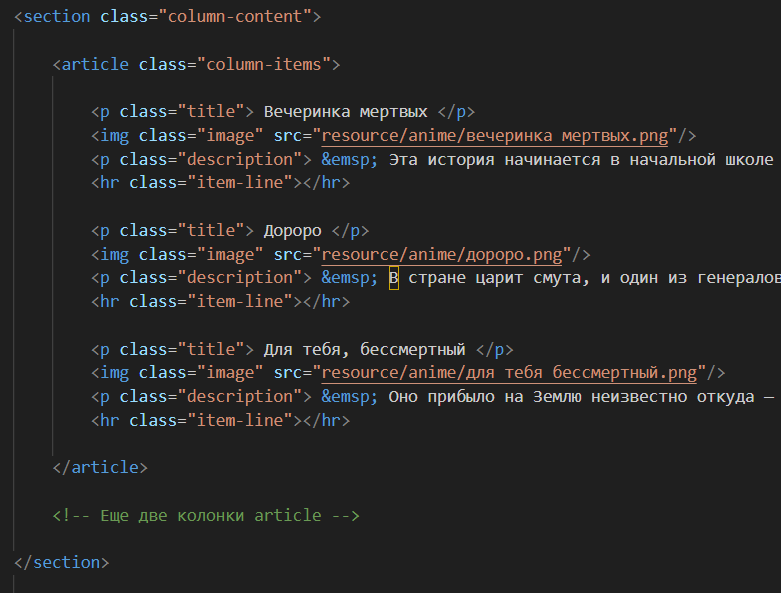 <section class="column-content">
<article class="column-items">
<p class="title"> Вечеринка мертвых </p>
<img class="image" src="resource/anime/вечеринка мертвых.png"/>
<p class="description"> &emsp; Эта история начинается в начальной школе
<hr class="item-line"></hr>
<p class="title"> Дороро </p>
<img class="image" src="resource/anime/дороро.png"/>
<p class="description"> &emsp; В стране царит смута, и один из генералов
<hr class="item-line"></hr>
<p class="title"> Для тебя, бессмертный </p>
<img class="image" src="resource/anime/для тебя бессмертный.png"/>
<p class="description"> &emsp; Оно прибыло на Землю неизвестно откуда —
<hr class="item-line"></hr>
</article>
<!-- Еще две колонки article -->
</section>